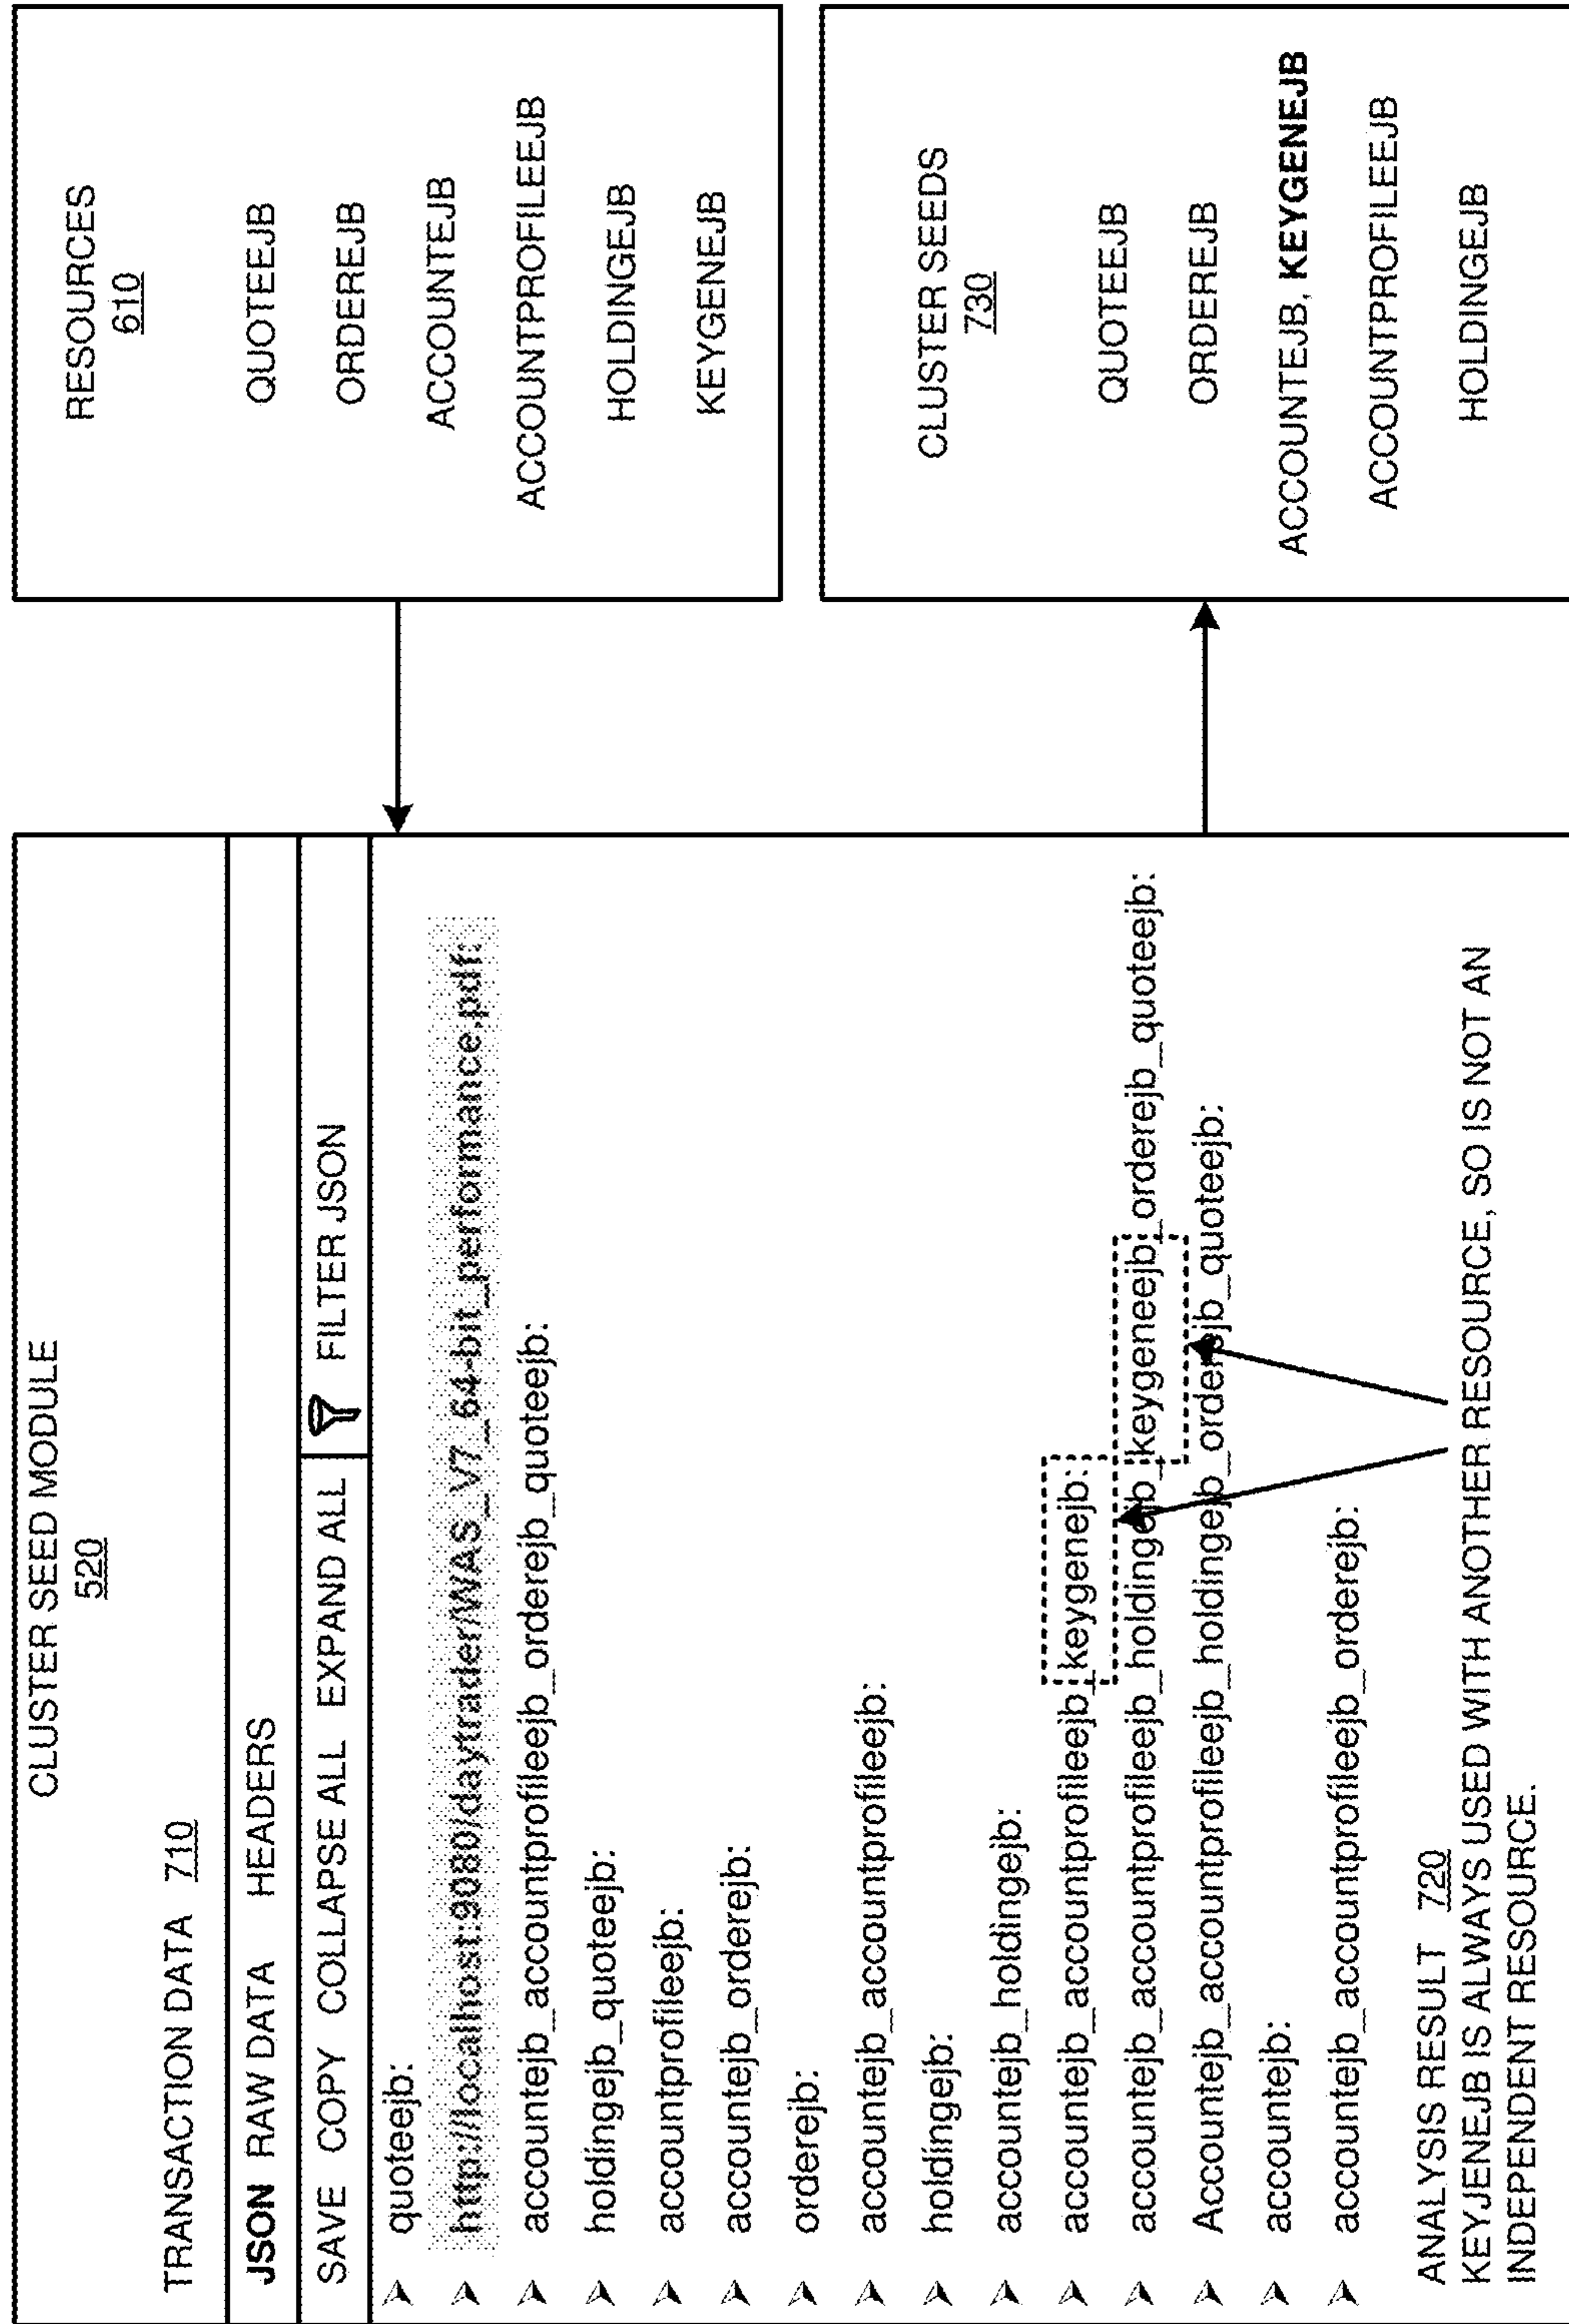 CLUSTER SEED MODULE
520
TRANSACTION DATA 710
JSON RAW DATA HEADERS
SAVE COPY COLLAPSE ALL EXPAND ALL FILTER JSON
quoteejb:
http://localhost:9080/daytrader/WAS_V7_64-bit_performance.pdf:
accountejb_accountprofileejb_orderejb_quoteejb:
holdingejb_quoteejb:
accountprofileejb:
accountejb_orderejb:
orderejb:
accountejb_accountprofileejb:
holdingejb:
accountejb_holdingejb:
accountejb_accountprofileejb_keygenejb:
accountejb_accountprofileejb_holdingejb_keygeneejb_orderejb_quoteejb:
Accountejb_accountprofileejb_holdingejb_orderejb_quoteejb:
accountejb:
accountejb_accountprofileejb_orderejb:
ANALYSIS RESULT 720
KEYJENEJB IS ALWAYS USED WITH ANOTHER RESOURCE, SO IS NOT AN
INDEPENDENT RESOURCE.
RESOURCES
610
QUOTEEJB
ORDEREJB
ACCOUNTEJB
ACCOUNTPROFILEEJB
HOLDINGEJB
KEYGENEJB
CLUSTER SEEDS
730
QUOTEEJB
ORDEREJB
ACCOUNTEJB, KEYGENEJB
ACCOUNTPROFILEEJB
HOLDINGEJB